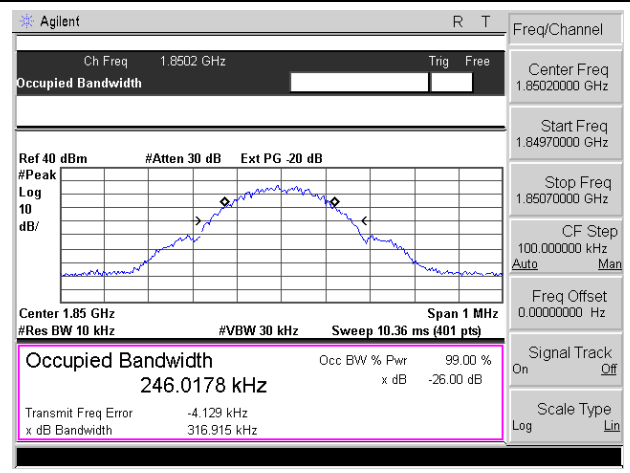 Agilent R T
Freq/Channel
Ch Freq 1.8502 GHz Trig Free
Occupied Bandwidth
Center Freq
1.85020000 GHz
Start Freq
1.84970000 GHz
Stop Freq
1.85070000 GHz
CF Step
100.000000 kHz
Auto Man
Freq Offset
0.00000000 Hz
Signal Track
On Off
Scale Type
Log Lin
Ref 40 dBm #Atten 30 dB Ext PG -20 dB
#Peak
Log
10
dB/
Center 1.85 GHz Span 1 MHz
#Res BW 10 kHz #VBW 30 kHz Sweep 10.36 ms (401 pts)
Occupied Bandwidth Occ BW % Pwr 99.00 %
246.0178 kHz x dB -26.00 dB
Transmit Freq Error -4.129 kHz
x dB Bandwidth 316.915 kHz